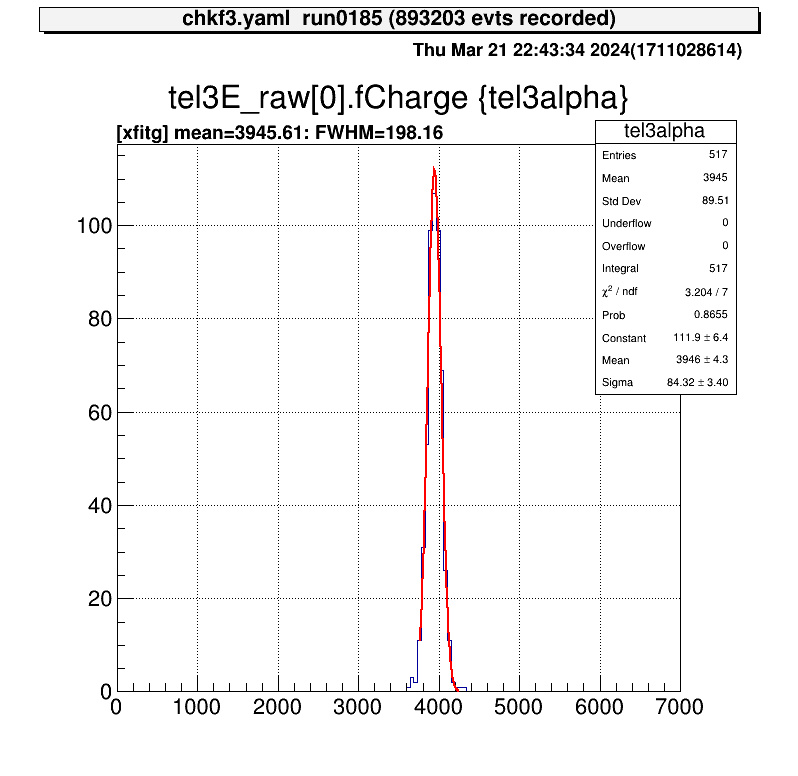 chkf3.yaml  run0185 (893203 evts recorded)
Thu Mar 21 22:43:34 2024(1711028614)
tel3E_raw[0].fCharge {tel3alpha}
[xfitg] mean=3945.61: FWHM=198.16
tel3alpha
Entries 517
Mean 3945
Std Dev 89.51
Underflow 0
Overflow 0
Integral 517
χ² / ndf 3.204 / 7
Prob 0.8655
Constant 111.9 ± 6.4
Mean 3946 ± 4.3
Sigma 84.32 ± 3.40
100
80
60
40
20
0
0 1000 2000 3000 4000 5000 6000 7000